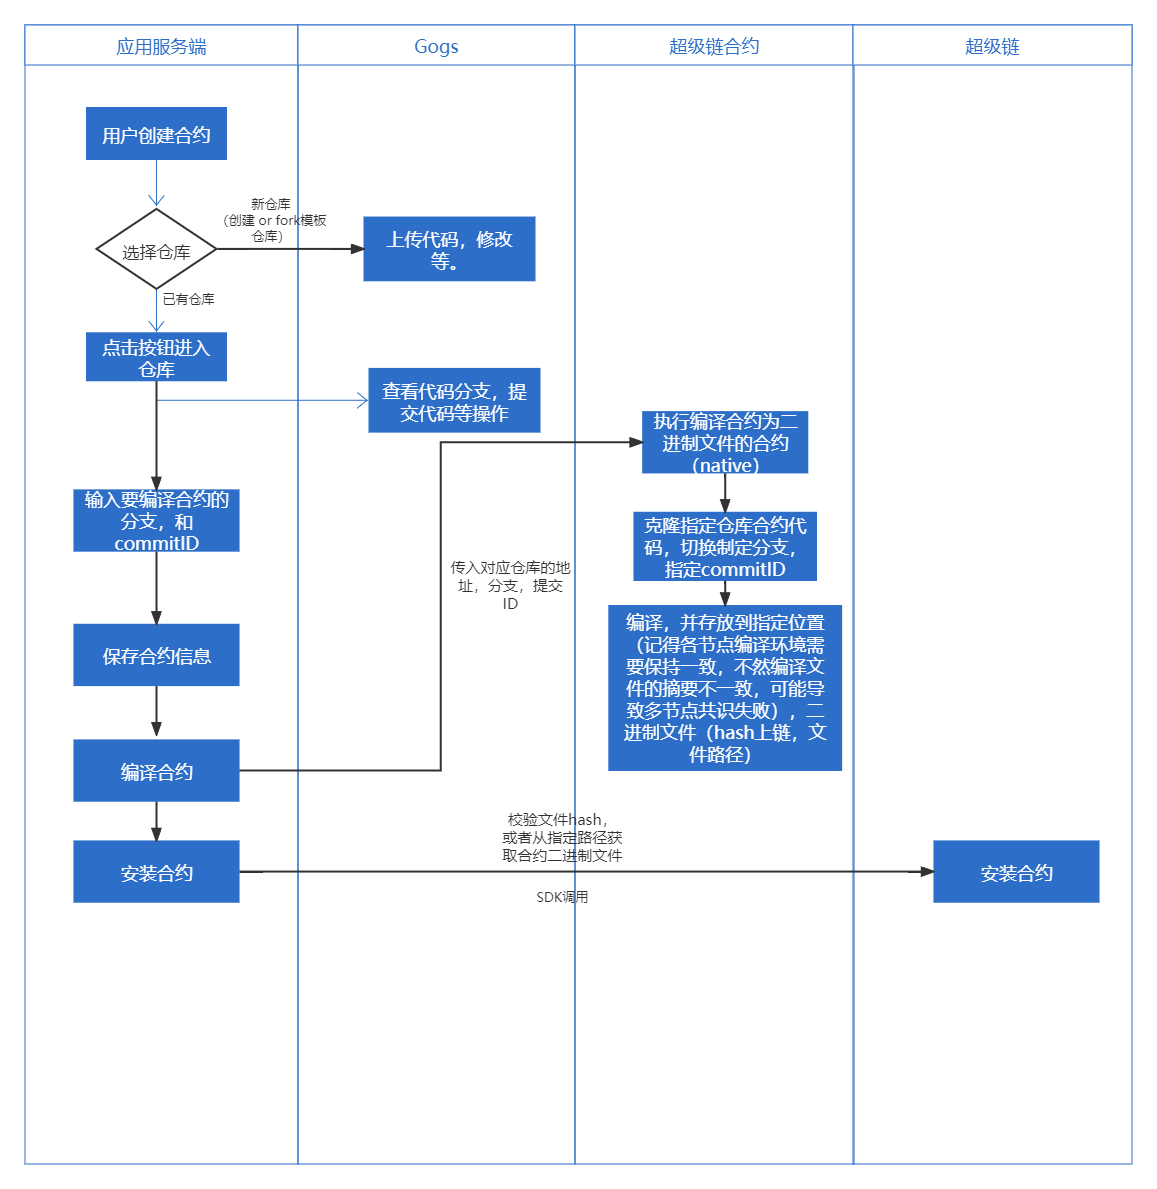 应用服务端
Gogs
超级链合约
超级链
用户创建合约
新仓库
（创建 or fork模板
仓库）
选择仓库
上传代码，修改
等。
已有仓库
点击按钮进入
仓库
查看代码分支，提
交代码等操作
执行编译合约为二
进制文件的合约
（native）
输入要编译合约的
分支，和
commitID
克隆指定仓库合约代
码，切换制定分支，
指定commitID
传入对应仓库的地
址，分支，提交
ID
保存合约信息
编译，并存放到指定位置
（记得各节点编译环境需
要保持一致，不然编译文
件的摘要不一致，可能导
致多节点共识失败），二
进制文件（hash上链，文
件路径）
编译合约
校验文件hash，
或者从指定路径获
取合约二进制文件
安装合约
SDK调用
安装合约